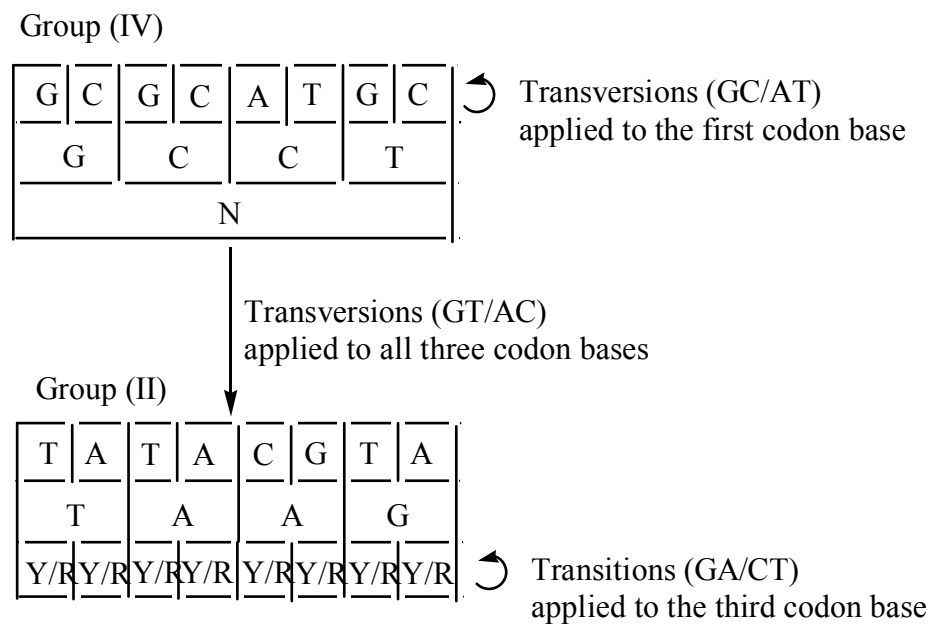 Group (IV)
G C G C A T G C
Transversions (GC/AT)
applied to the first codon base
G C C T
N
Transversions (GT/AC)
applied to all three codon bases
Group (II)
T A T A C G T A
T A A G
Y/R Y/R Y/R Y/R Y/R Y/R Y/R Y/R
Transitions (GA/CT)
applied to the third codon base